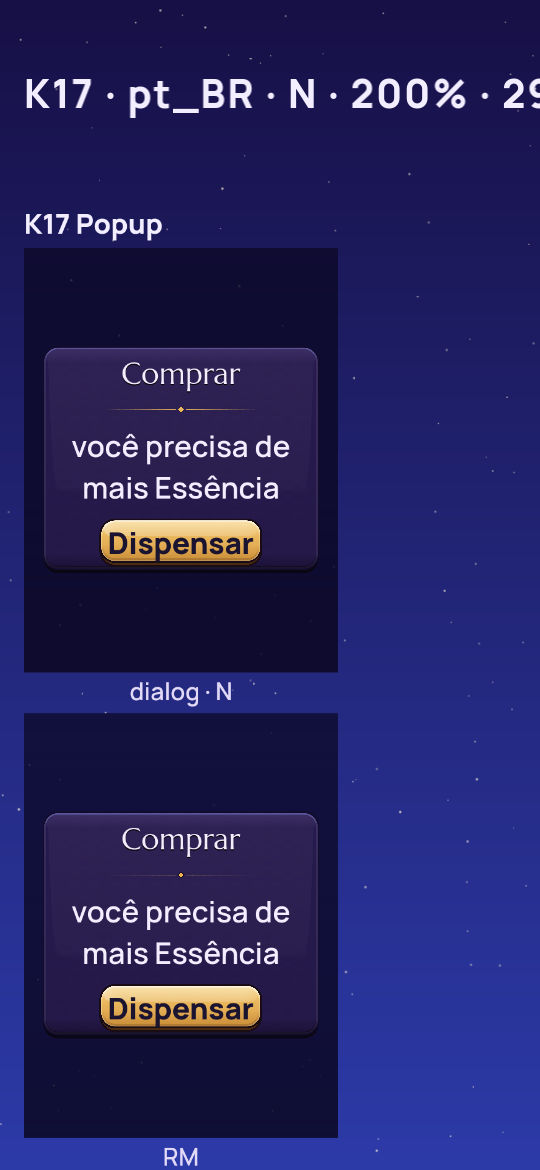 K17 · pt_BR · N · 200% · 29
K17 Popup
Comprar
você precisa de
mais Essência
Dispensar
dialog · N
Comprar
você precisa de
mais Essência
Dispensar
RM